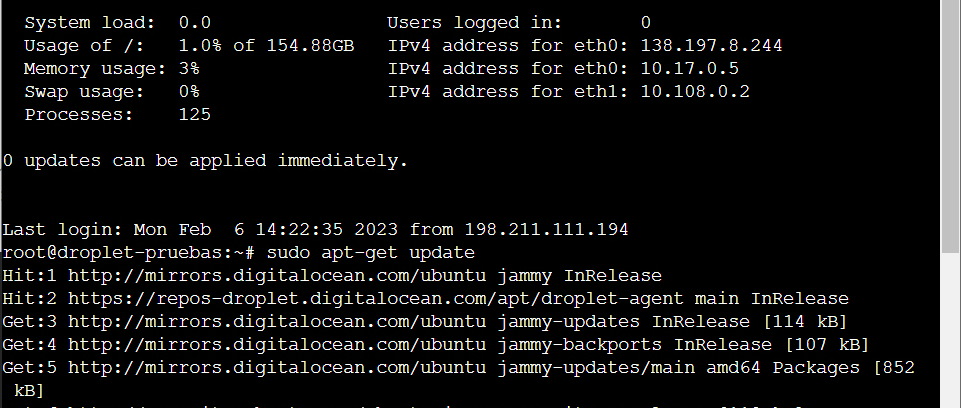 System load:  0.0                Users logged in:       0
Usage of /:   1.0% of 154.88GB   IPv4 address for eth0: 138.197.8.244
Memory usage: 3%                 IPv4 address for eth0: 10.17.0.5
Swap usage:   0%                 IPv4 address for eth1: 10.108.0.2
Processes:    125
0 updates can be applied immediately.
Last login: Mon Feb  6 14:22:35 2023 from 198.211.111.194
root@droplet-pruebas:~# sudo apt-get update
Hit:1 http://mirrors.digitalocean.com/ubuntu jammy InRelease
Hit:2 https://repos-droplet.digitalocean.com/apt/droplet-agent main InRelease
Get:3 http://mirrors.digitalocean.com/ubuntu jammy-updates InRelease [114 kB]
Get:4 http://mirrors.digitalocean.com/ubuntu jammy-backports InRelease [107 kB]
Get:5 http://mirrors.digitalocean.com/ubuntu jammy-updates/main amd64 Packages [852
kB]